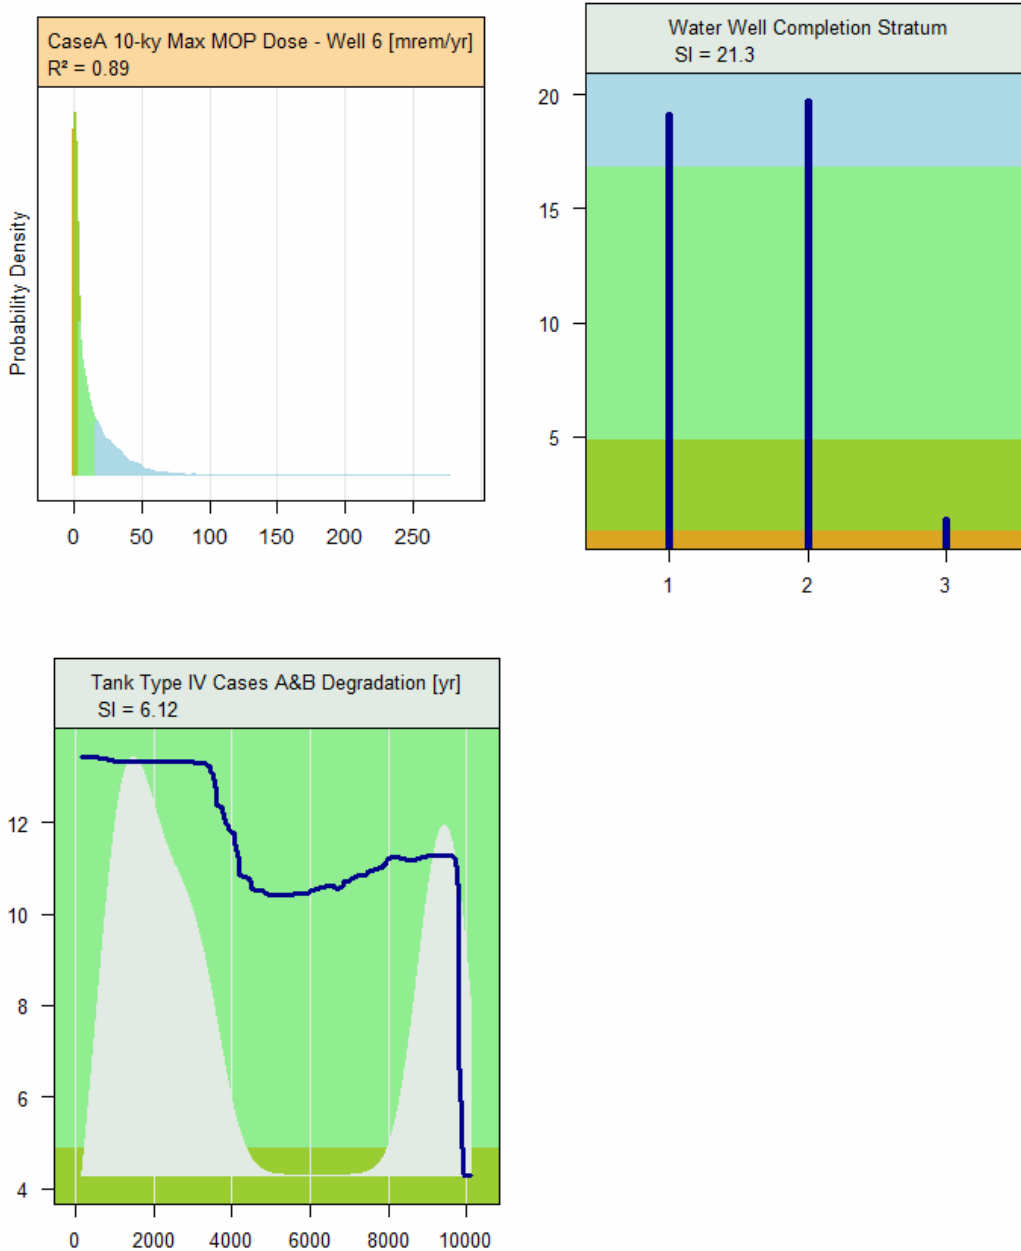 CaseA 10-ky Max MOP Dose - Well 6 [mrem/yr]
R² = 0.89
Probability Density
0 50 100 150 200 250
Water Well Completion Stratum
SI = 21.3
20
15
10
5
1 2 3
Tank Type IV Cases A&B Degradation [yr]
SI = 6.12
12
10
8
6
4
0 2000 4000 6000 8000 10000